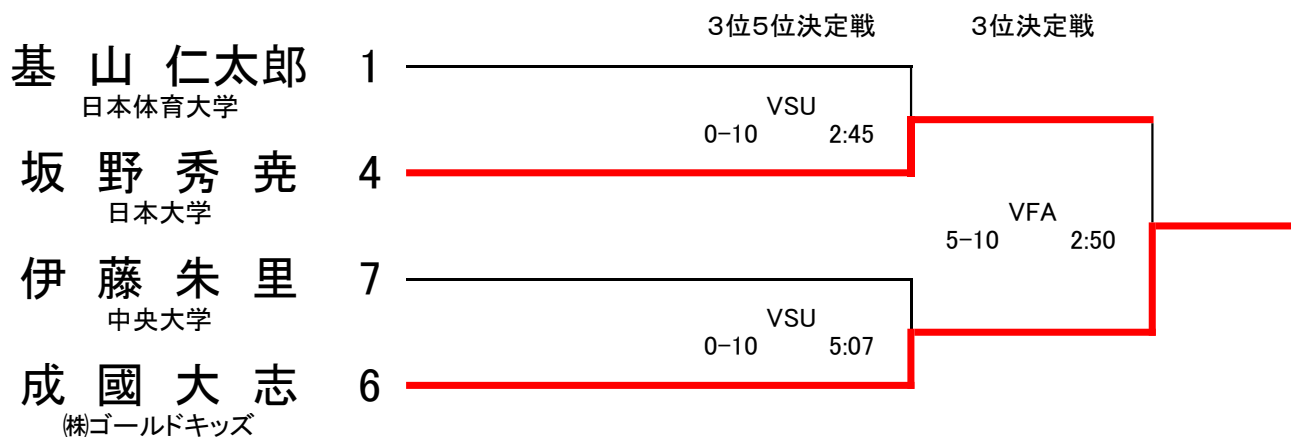 3位5位決定戦 3位決定戦
基 山 仁太郎 1
日本体育大学
VSU
0-10 2:45
坂 野 秀 尭 4
日本大学
VFA
5-10 2:50
伊 藤 朱 里 7
中央大学
VSU
0-10 5:07
成 國 大 志 6
㈱ゴールドキッズ